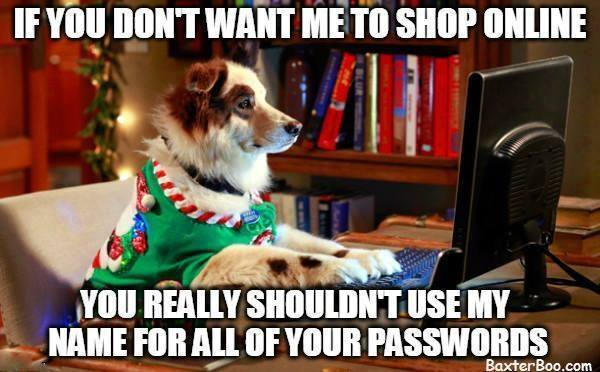 IF YOU DON'T WANT ME TO SHOP ONLINE
YOU REALLY SHOULDN'T USE MY
NAME FOR ALL OF YOUR PASSWORDS
BaxterBoo.com